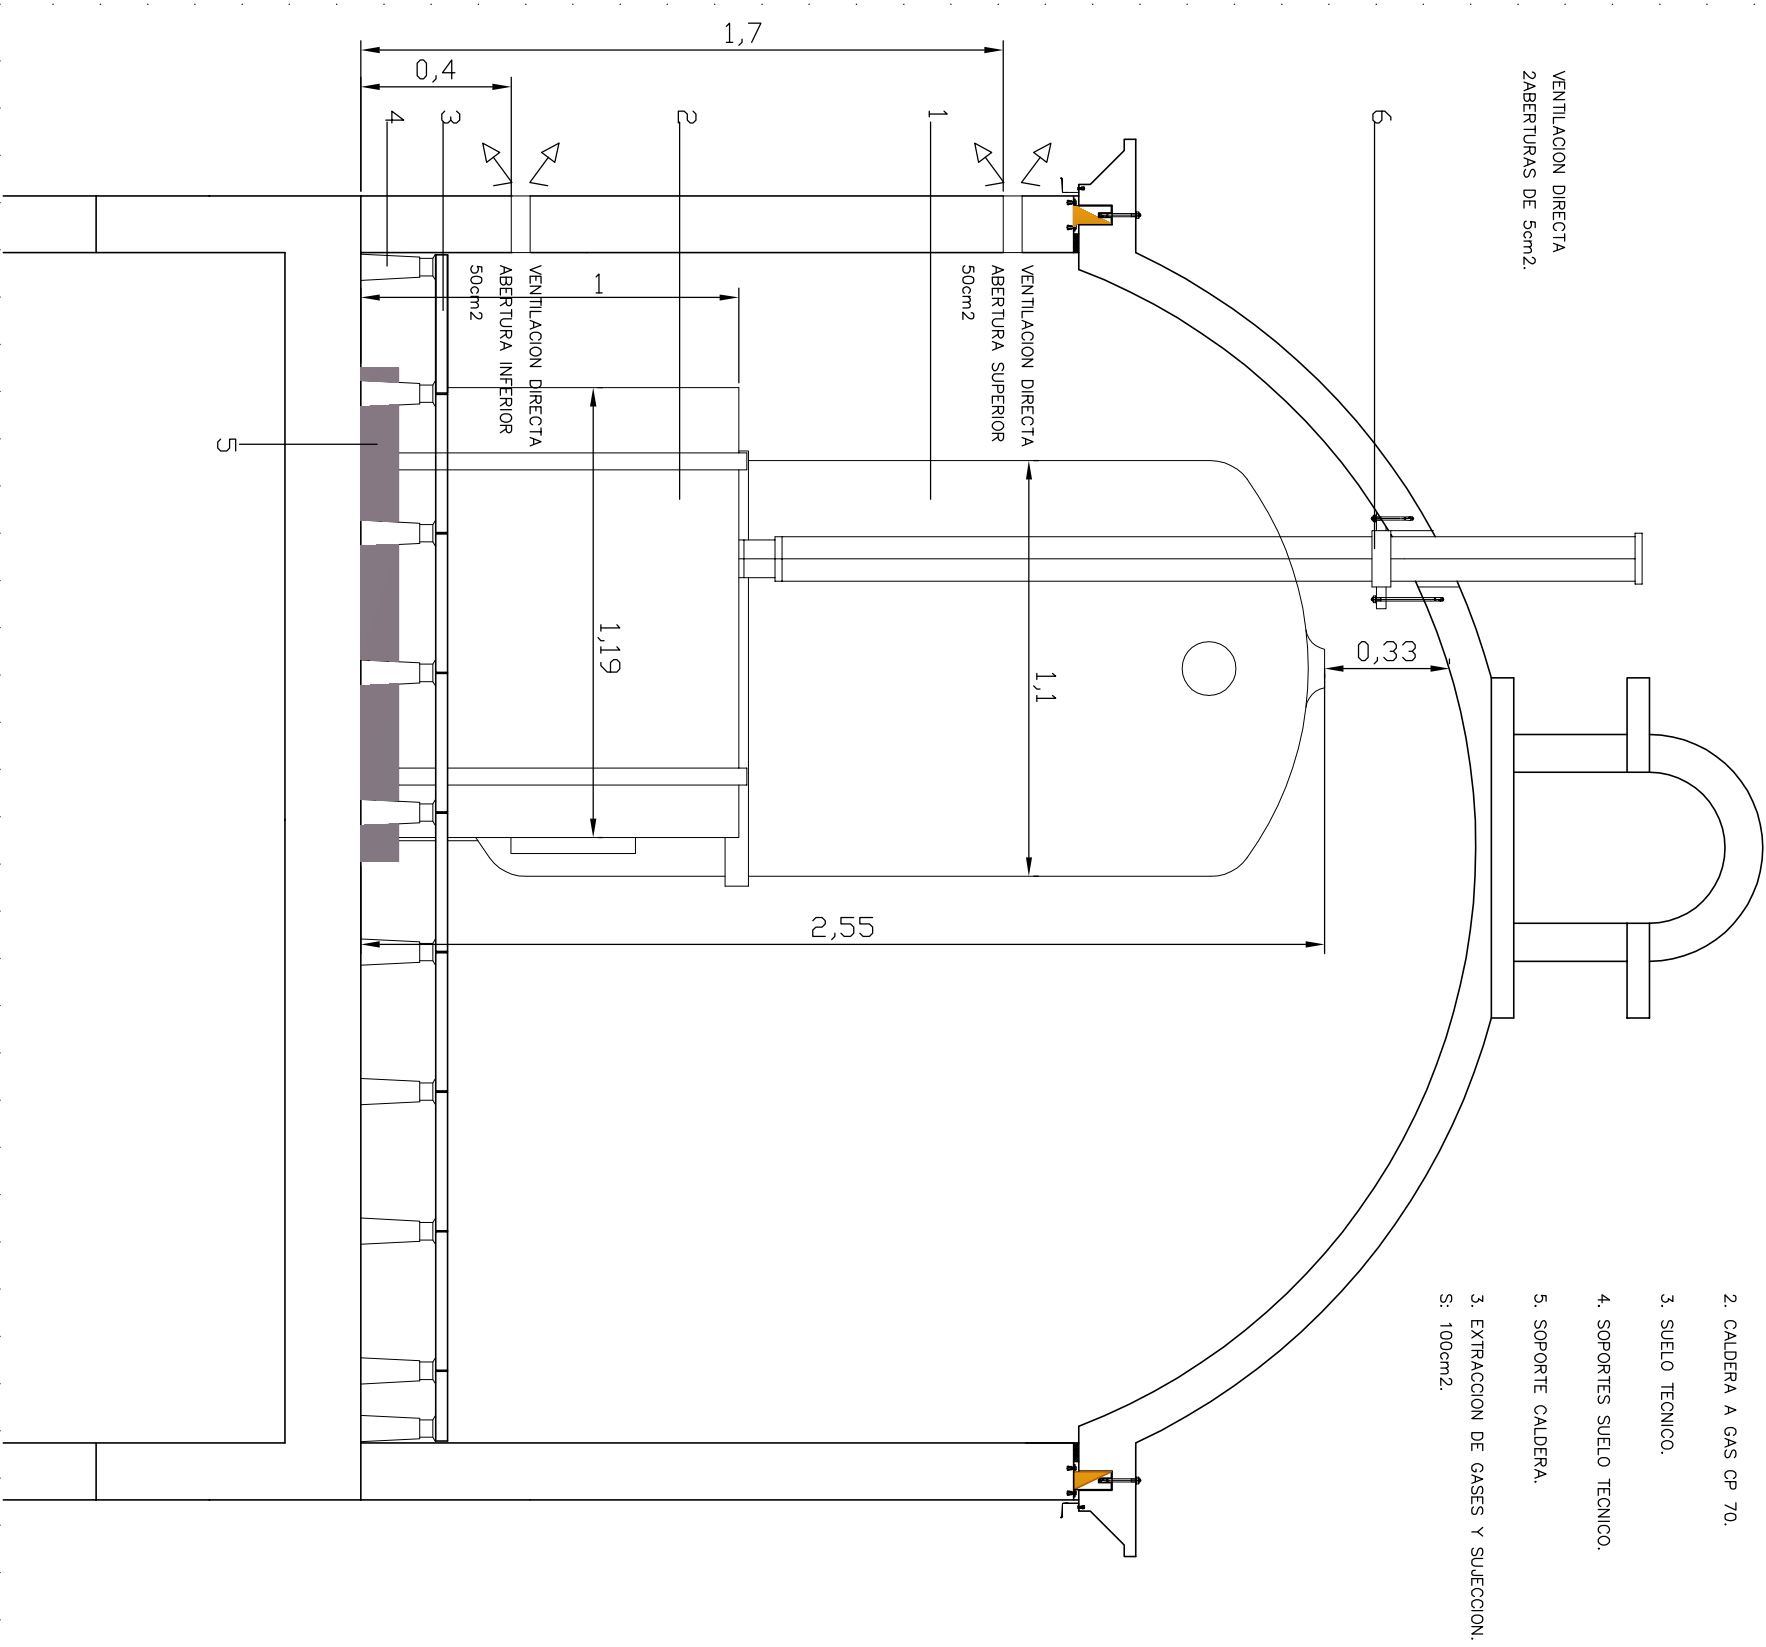 VENTILACION DIRECTA
2ABERTURAS DE 5cm2.
2. CALDERA A GAS CP 70.
3. SUELO TECNICO.
4. SOPORTES SUELO TECNICO.
5. SOPORTE CALDERA.
3. EXTRACCION DE GASES Y SUJECCION.
S: 100cm2.
VENTILACION DIRECTA
ABERTURA SUPERIOR
50cm2
VENTILACION DIRECTA
ABERTURA INFERIOR
50cm2
1,7
0,4
4
3
2
1
6
5
1
1,19
1,1
0,33
2,55